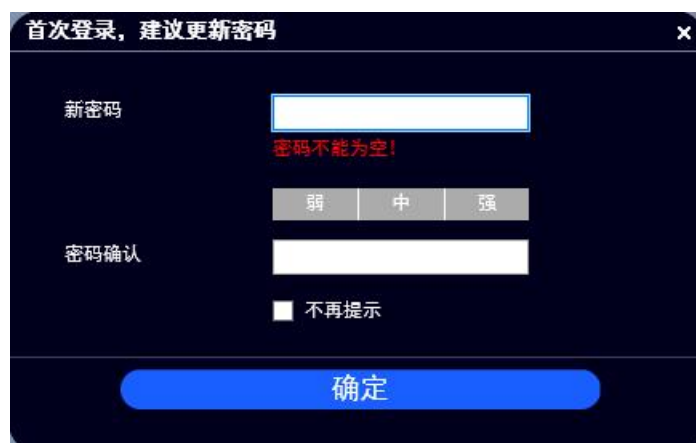 首次登录，建议更新密码
新密码
密码不能为空!
弱 中 强
密码确认
不再提示
确定